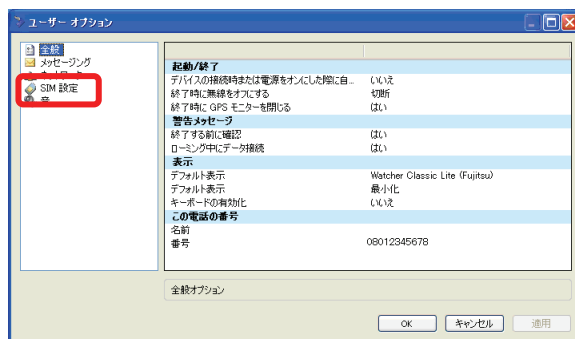 ユーザー オプション
全般
メッセージング
SIM 設定
音
起動/終了
デバイスの接続時または電源をオンにした際に自... いいえ
終了時に無線をオフにする 切断
終了時に GPS モニターを閉じる はい
警告メッセージ
終了する前に確認 はい
ローミング中にデータ接続 はい
表示
デフォルト表示 Watcher Classic Lite (Fujitsu)
デフォルト表示 最小化
キーボードの有効化 いいえ
この電話の番号
名前
番号 08012345678
全般オプション
OK キャンセル 適用